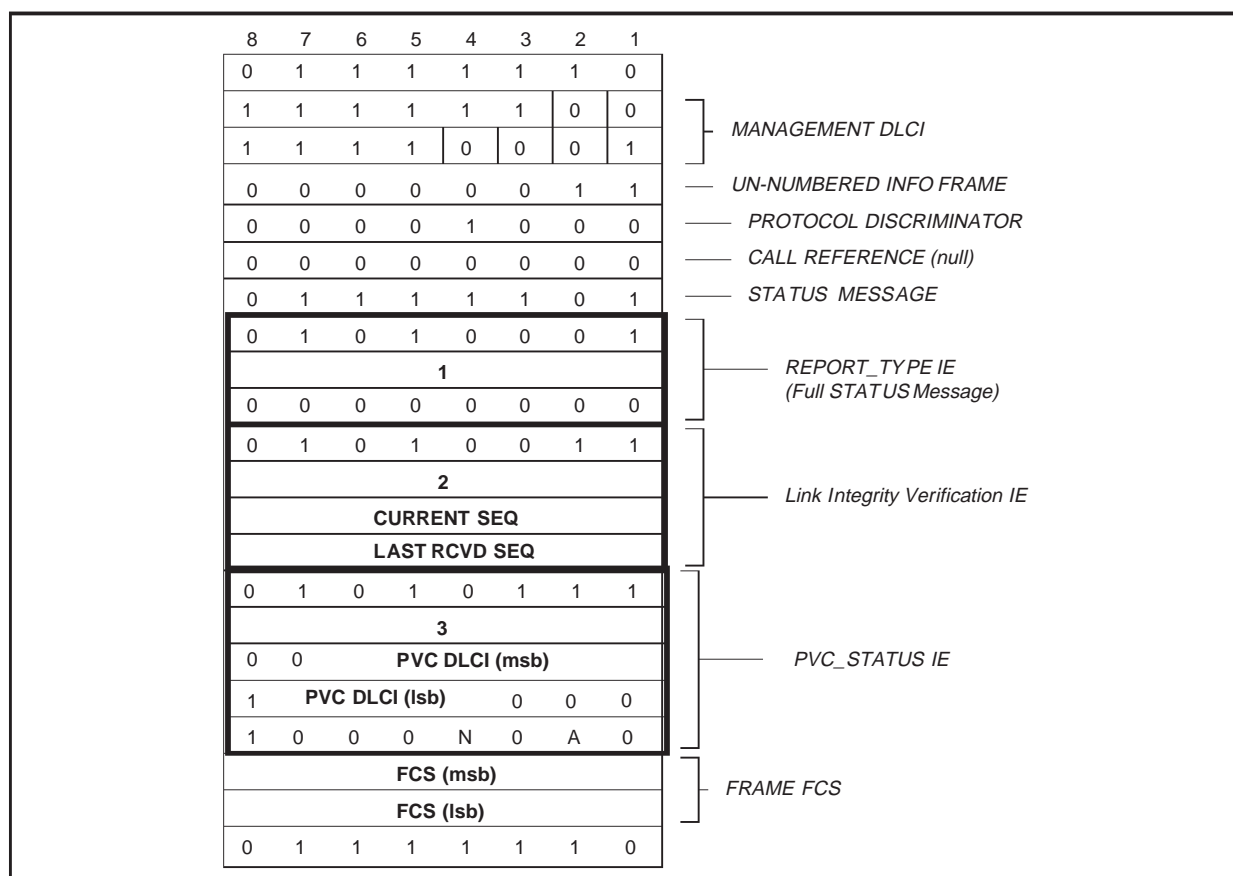 8 7 6 5 4 3 2 1
0 1 1 1 1 1 1 0
1 1 1 1 1 1 0 0
MANAGEMENT DLCI
1 1 1 1 0 0 0 1
0 0 0 0 0 0 1 1 UN-NUMBERED INFO FRAME
0 0 0 0 1 0 0 0 PROTOCOL DISCRIMINATOR
0 0 0 0 0 0 0 0 CALL REFERENCE (null)
0 1 1 1 1 1 0 1 STATUS MESSAGE
0 1 0 1 0 0 0 1
1 REPORT_TYPE IE
(Full STATUS Message)
0 0 0 0 0 0 0 0
0 1 0 1 0 0 1 1
2
Link Integrity Verification IE
CURRENT SEQ
LAST RCVD SEQ
0 1 0 1 0 1 1 1
3
0 0 PVC DLCI (msb) PVC_STATUS IE
1 PVC DLCI (lsb) 0 0 0
1 0 0 0 N 0 A 0
FCS (msb)
FRAME FCS
FCS (lsb)
0 1 1 1 1 1 1 0